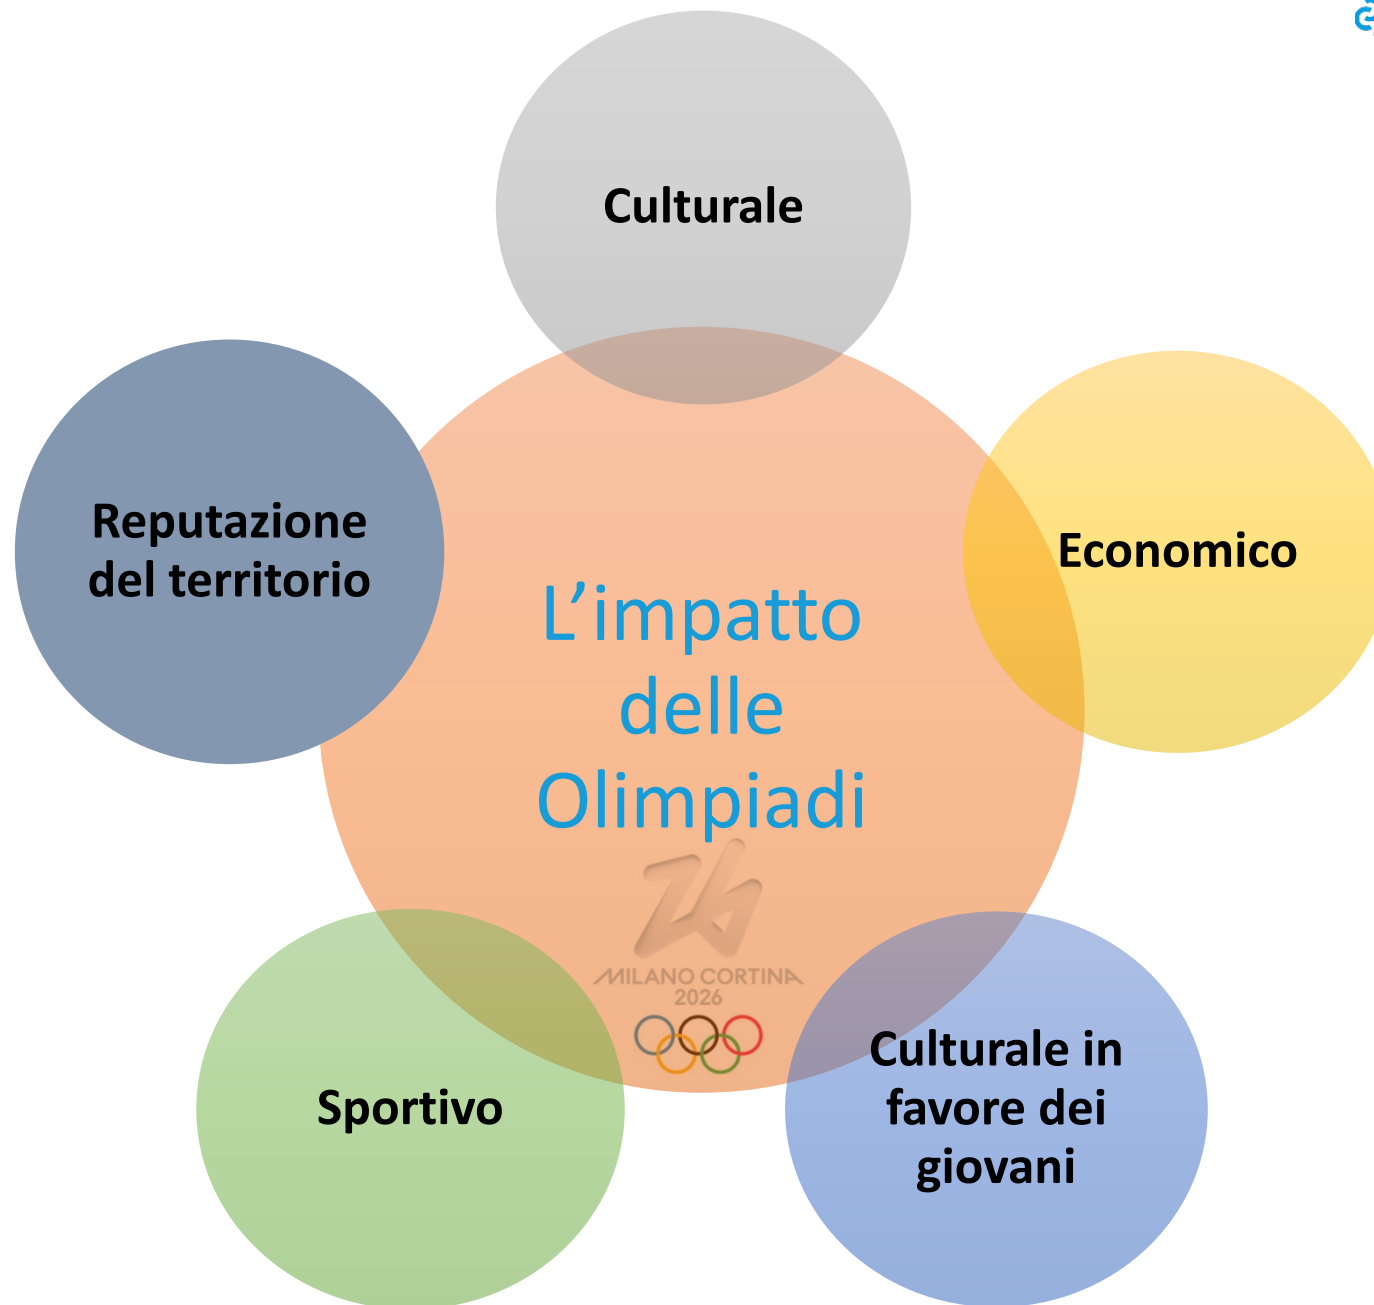 Culturale
Reputazione
del territorio
Economico
L’impatto
delle
Olimpiadi
MILANO CORTINA
2026
Sportivo
Culturale in
favore dei
giovani